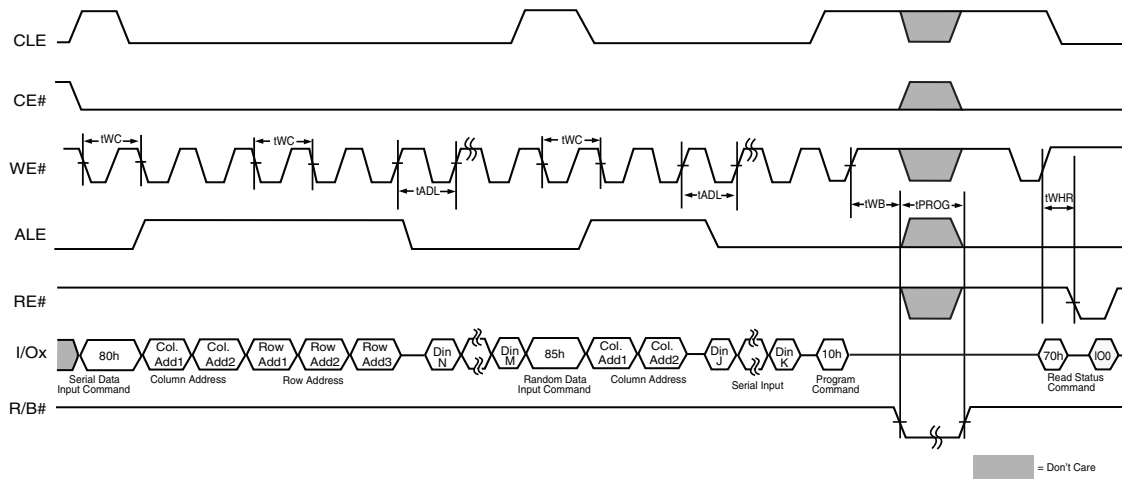 CLE
CE#
tWC tWC tWC
WE#
tADL tADL
tWB tPROG tWHR
ALE
RE#
I/Ox
80h Col. Add1 Col. Add2 Row Add1 Row Add2 Row Add3 Din N Din M 85h Col. Add1 Col. Add2 Din J Din K 10h 70h IO0
Serial Data Input Command
Column Address
Row Address
Random Data Input Command
Column Address
Serial Input
Program Command
Read Status Command
R/B#
= Don't Care